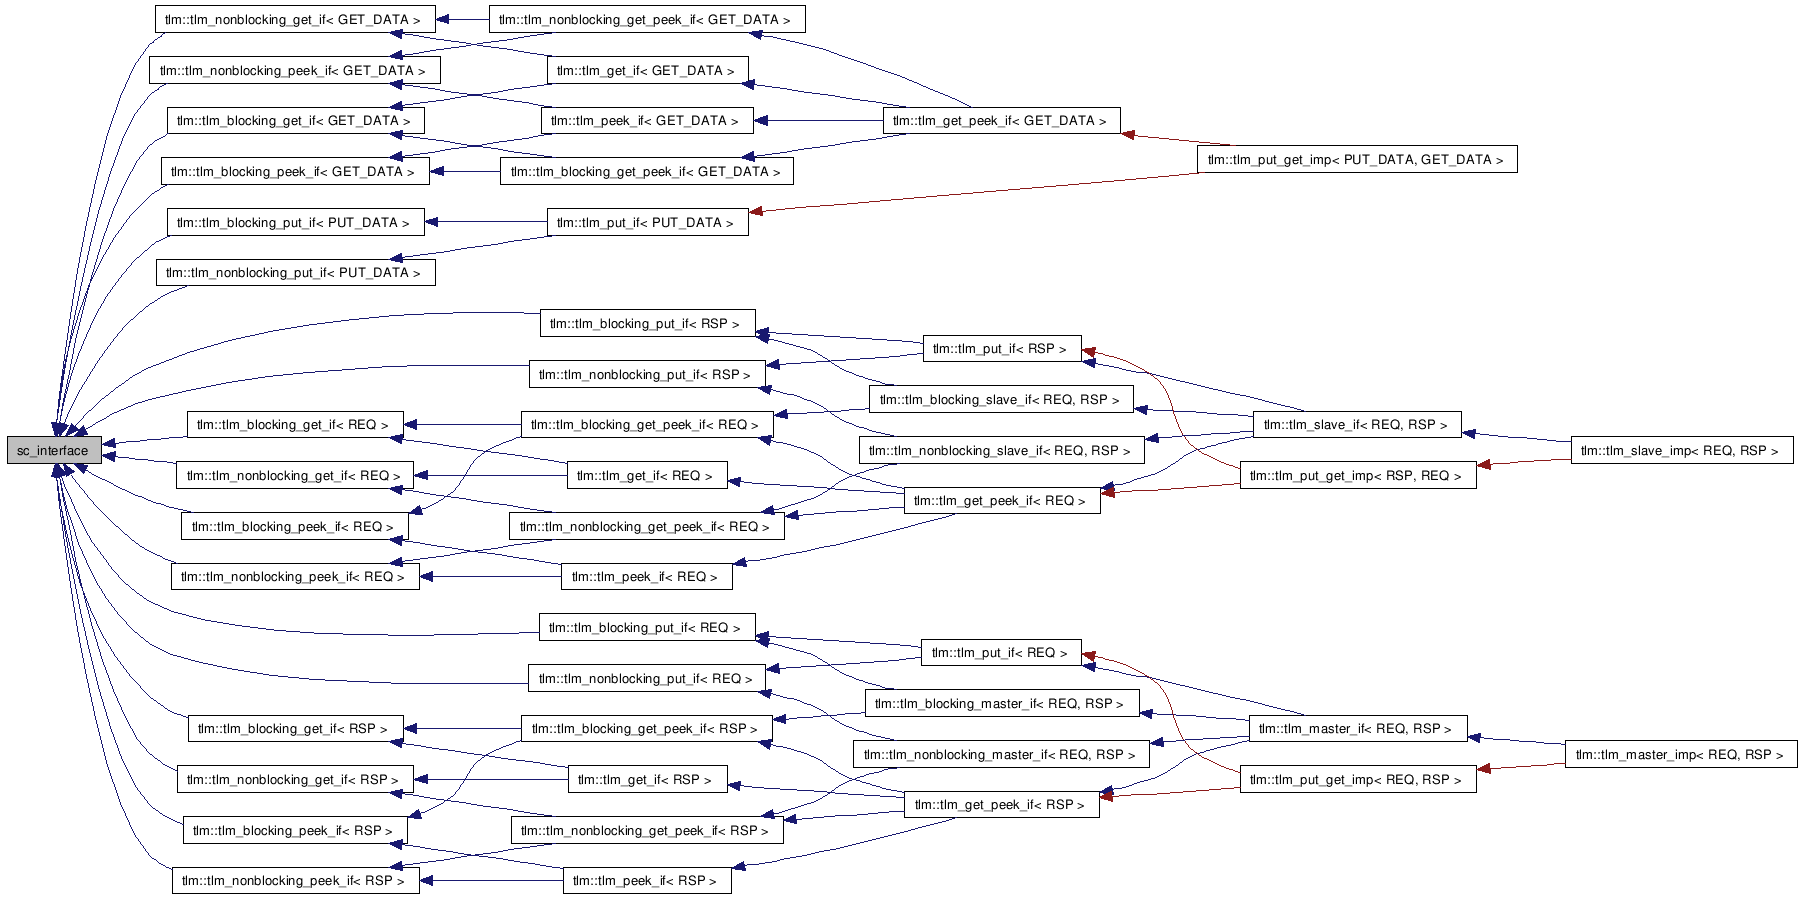 tlm::tlm_nonblocking_get_if< GET_DATA >
tlm::tlm_nonblocking_get_peek_if< GET_DATA >
tlm::tlm_nonblocking_peek_if< GET_DATA >
tlm::tlm_get_if< GET_DATA >
tlm::tlm_blocking_get_if< GET_DATA >
tlm::tlm_peek_if< GET_DATA >
tlm::tlm_get_peek_if< GET_DATA >
tlm::tlm_put_get_imp< PUT_DATA, GET_DATA >
tlm::tlm_blocking_peek_if< GET_DATA >
tlm::tlm_blocking_get_peek_if< GET_DATA >
tlm::tlm_blocking_put_if< PUT_DATA >
tlm::tlm_put_if< PUT_DATA >
tlm::tlm_nonblocking_put_if< PUT_DATA >
tlm::tlm_blocking_put_if< RSP >
tlm::tlm_put_if< RSP >
tlm::tlm_nonblocking_put_if< RSP >
tlm::tlm_blocking_slave_if< REQ, RSP >
tlm::tlm_blocking_get_if< REQ >
tlm::tlm_blocking_get_peek_if< REQ >
tlm::tlm_slave_if< REQ, RSP >
sc_interface
tlm::tlm_nonblocking_slave_if< REQ, RSP >
tlm::tlm_slave_imp< REQ, RSP >
tlm::tlm_nonblocking_get_if< REQ >
tlm::tlm_get_if< REQ >
tlm::tlm_put_get_imp< RSP, REQ >
tlm::tlm_get_peek_if< REQ >
tlm::tlm_blocking_peek_if< REQ >
tlm::tlm_nonblocking_get_peek_if< REQ >
tlm::tlm_nonblocking_peek_if< REQ >
tlm::tlm_peek_if< REQ >
tlm::tlm_blocking_put_if< REQ >
tlm::tlm_put_if< REQ >
tlm::tlm_nonblocking_put_if< REQ >
tlm::tlm_blocking_master_if< REQ, RSP >
tlm::tlm_blocking_get_if< RSP >
tlm::tlm_blocking_get_peek_if< RSP >
tlm::tlm_master_if< REQ, RSP >
tlm::tlm_nonblocking_master_if< REQ, RSP >
tlm::tlm_master_imp< REQ, RSP >
tlm::tlm_nonblocking_get_if< RSP >
tlm::tlm_get_if< RSP >
tlm::tlm_put_get_imp< REQ, RSP >
tlm::tlm_get_peek_if< RSP >
tlm::tlm_blocking_peek_if< RSP >
tlm::tlm_nonblocking_get_peek_if< RSP >
tlm::tlm_nonblocking_peek_if< RSP >
tlm::tlm_peek_if< RSP >